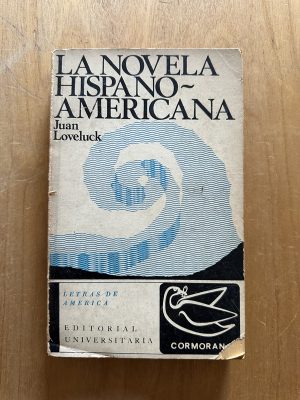 LA NOVELA
HISPANO~
AMERICANA
Juan
Loveluck
LETRAS DE
AMERICA
EDITORIAL
UNIVERSITARIA
CORMORAN